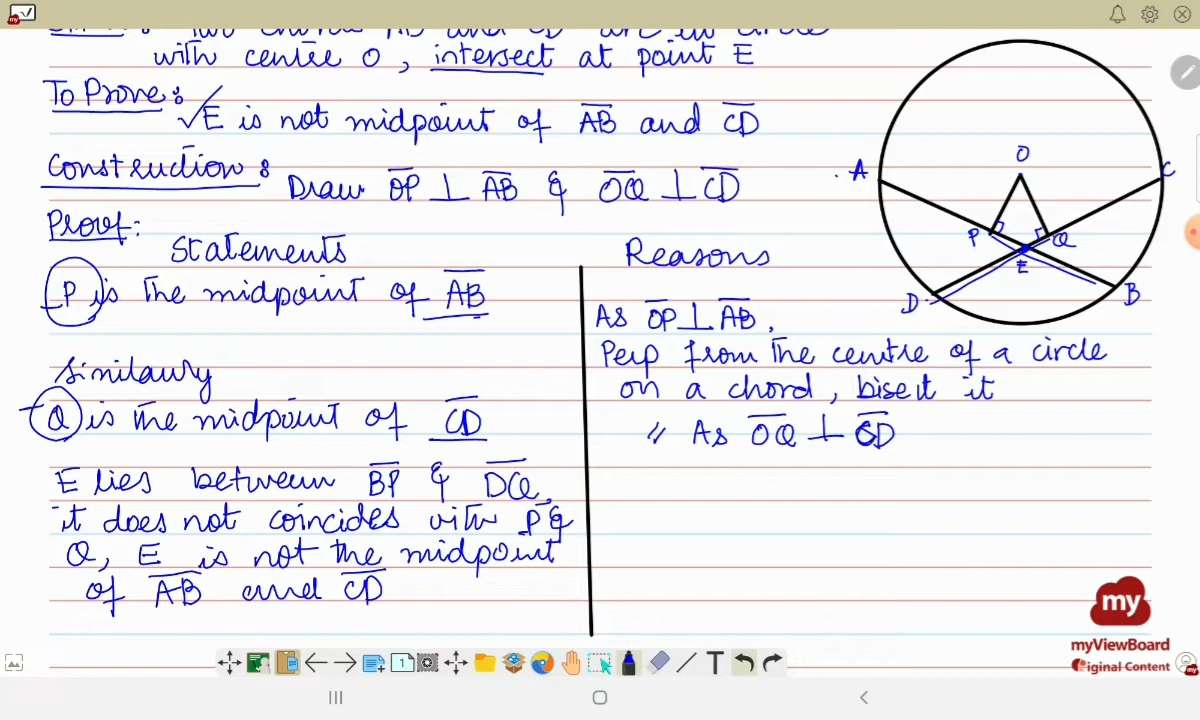 with centre O, intersect at point E
To Prove:
E is not midpoint of AB and CD
Construction:
Draw OP ⊥ AB & OQ ⊥ CD
Proof:
Statements
Reasons
P is the midpoint of AB
As OP ⊥ AB,
Perp from the centre of a circle
on a chord, bisect it
Similarly
Q is the midpoint of CD
〃 As OQ ⊥ CD
E lies between BP & DQ,
it does not coincides with P &
Q, E is not the midpoint
of AB and CD
A
O
C
P
Q
E
D
B
my
myViewBoard
Original Content